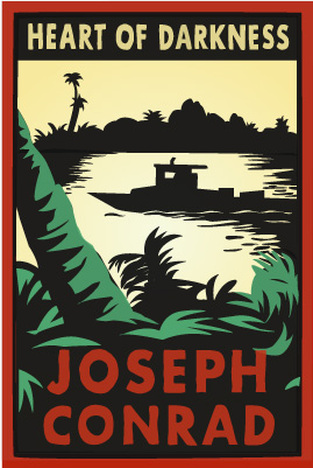 HEART OF DARKNESS
JOSEPH
CONRAD